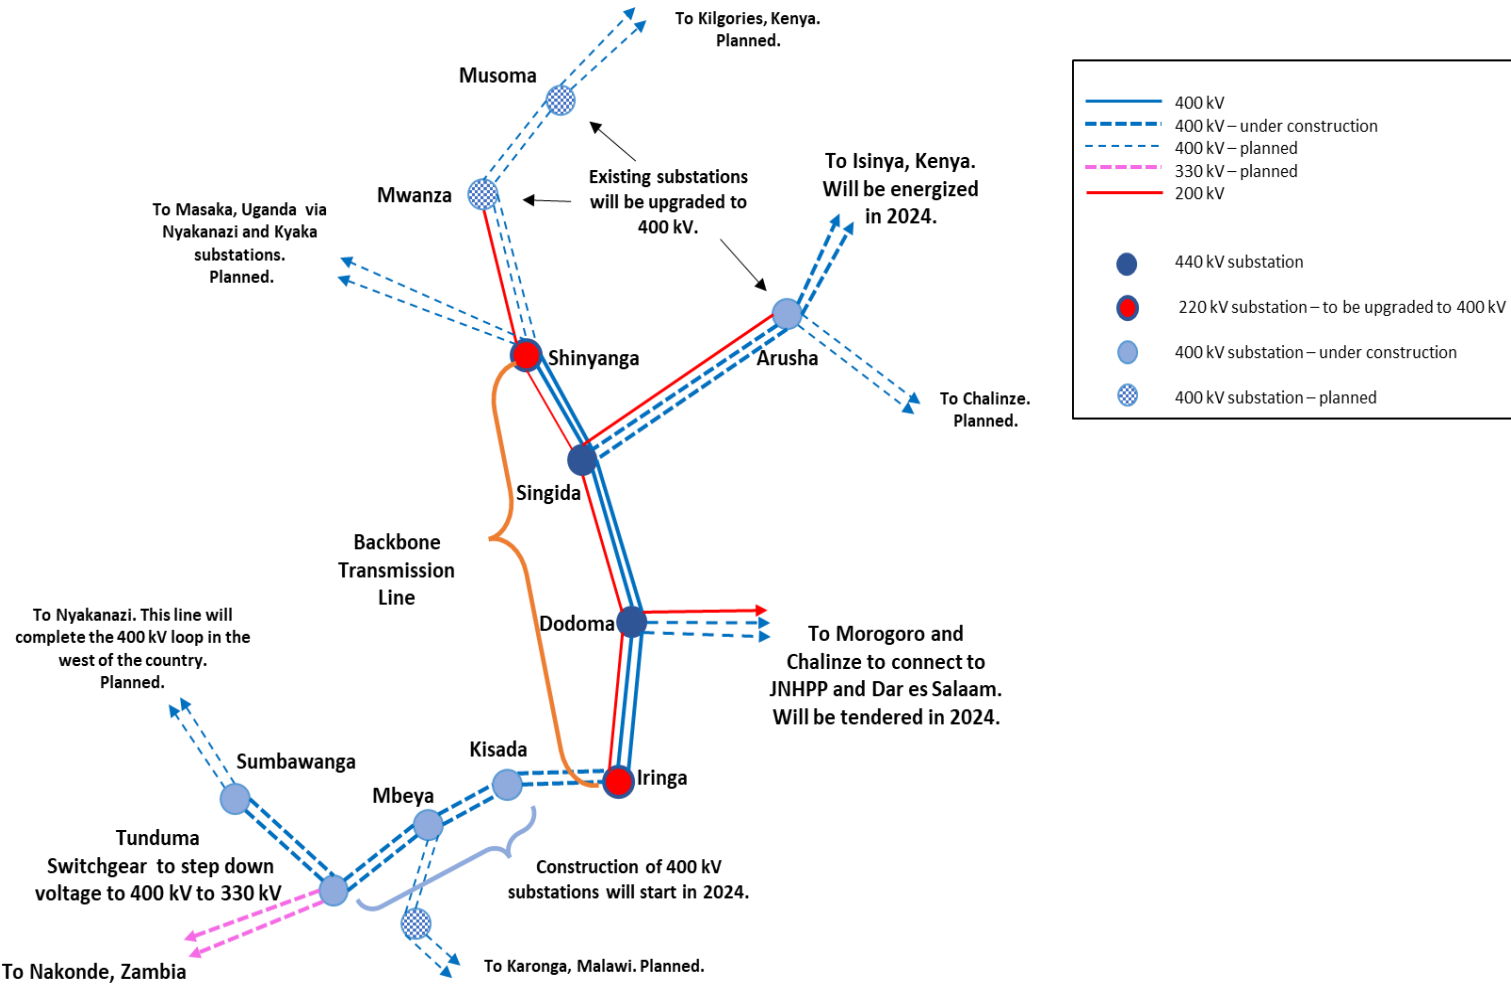 To Kilgories, Kenya.
Planned.
Musoma
400 kV
400 kV – under construction
400 kV – planned
330 kV – planned
200 kV
To Isinya, Kenya.
Will be energized
in 2024.
Existing substations
will be upgraded to
400 kV.
Mwanza
To Masaka, Uganda via
Nyakanazi and Kyaka
substations.
Planned.
440 kV substation
220 kV substation – to be upgraded to 400 kV
400 kV substation – under construction
400 kV substation – planned
Shinyanga
Arusha
To Chalinze.
Planned.
Singida
Backbone
Transmission
Line
Dodoma
To Morogoro and
Chalinze to connect to
JNHPP and Dar es Salaam.
Will be tendered in 2024.
To Nyakanazi. This line will
complete the 400 kV loop in the
west of the country.
Planned.
Sumbawanga
Kisada
Iringa
Mbeya
Tunduma
Switchgear to step down
voltage to 400 kV to 330 kV
Construction of 400 kV
substations will start in 2024.
To Nakonde, Zambia
To Karonga, Malawi. Planned.